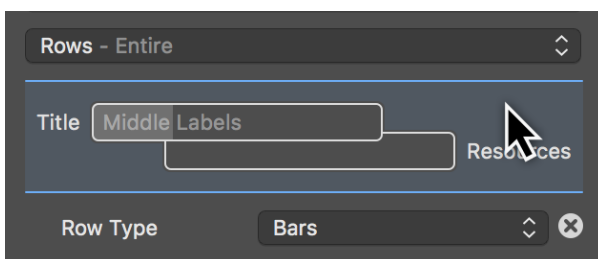 Rows - Entire
Title Middle Labels
Resources
Row Type Bars